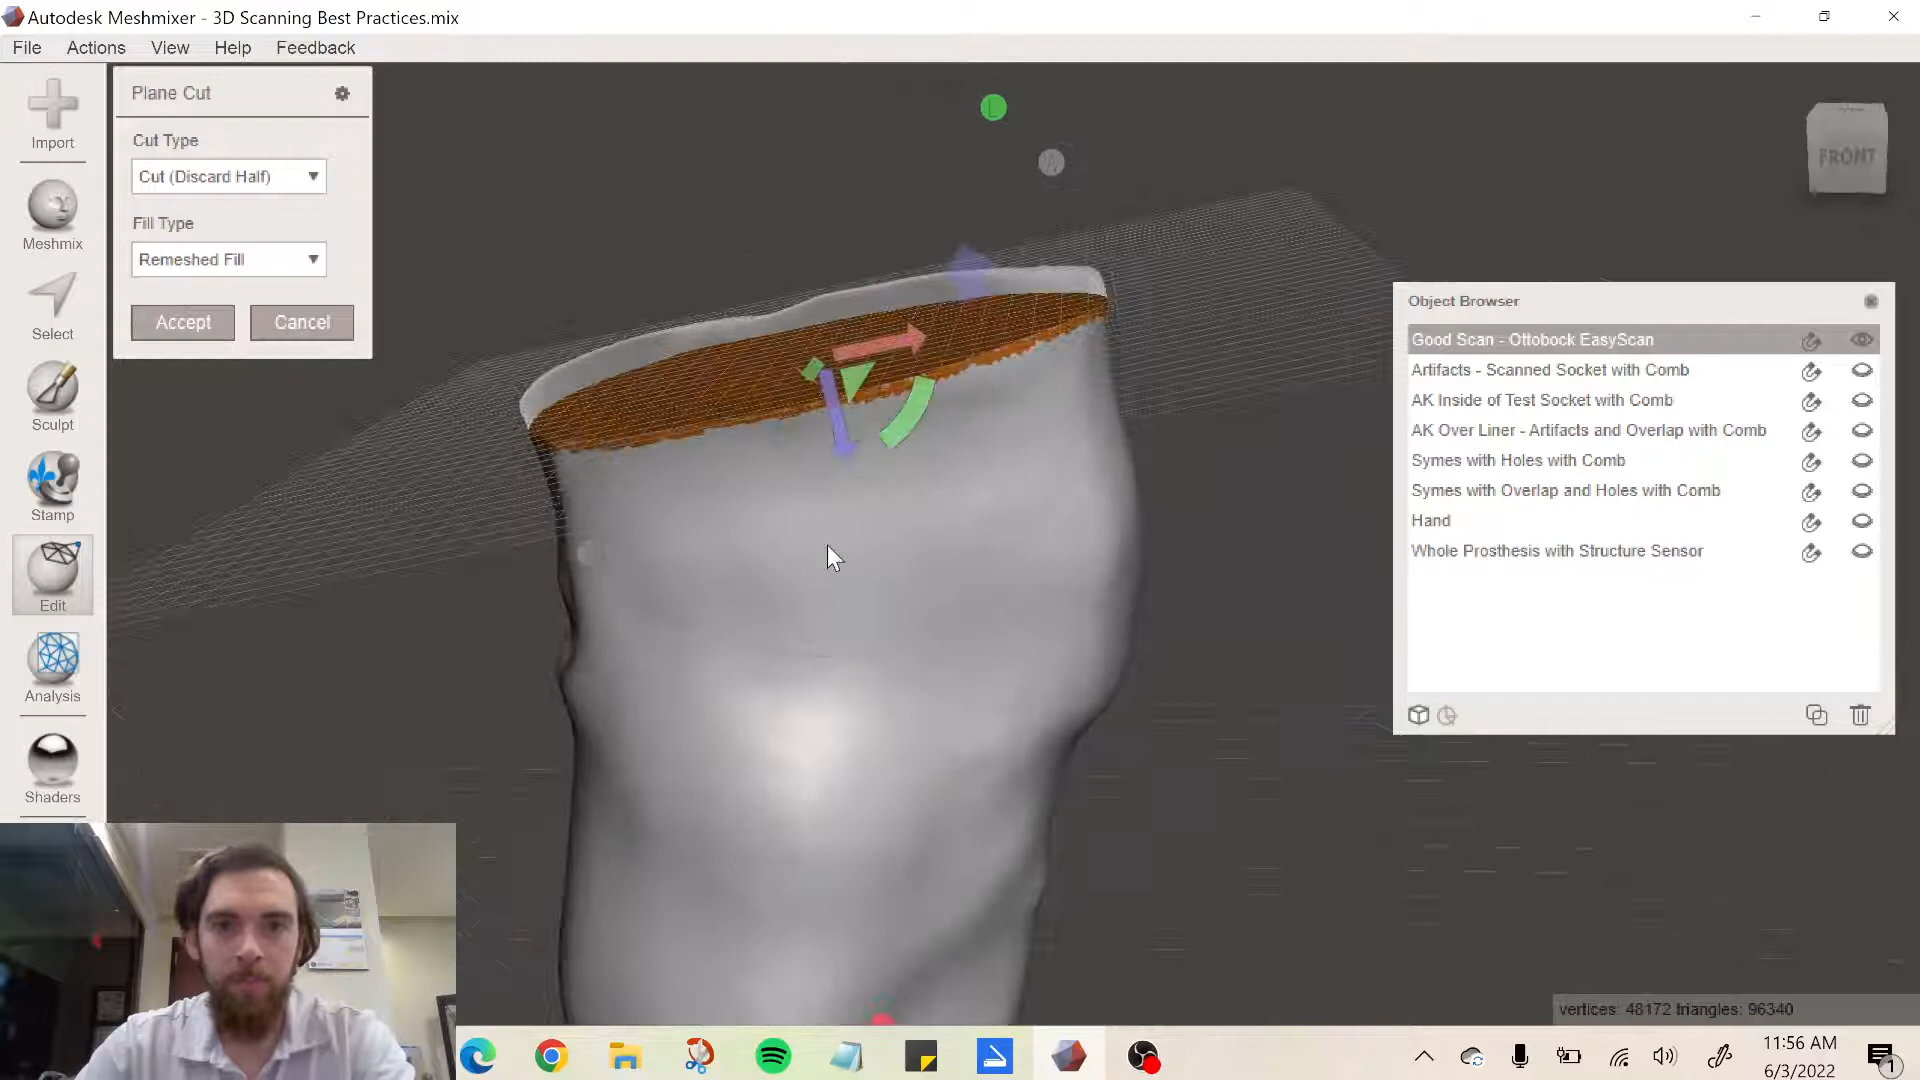 Autodesk Meshmixer - 3D Scanning Best Practices.mix
File Actions View Help Feedback
Import
Meshmix
Select
Sculpt
Stamp
Edit
Analysis
Shaders
Plane Cut
Cut Type
Cut (Discard Half)
Fill Type
Remeshed Fill
Accept Cancel
FRONT
Object Browser
Good Scan - Ottobock EasyScan
Artifacts - Scanned Socket with Comb
AK Inside of Test Socket with Comb
AK Over Liner - Artifacts and Overlap with Comb
Symes with Holes with Comb
Symes with Overlap and Holes with Comb
Hand
Whole Prosthesis with Structure Sensor
vertices: 48172 triangles: 96340
11:56 AM
6/3/2022
1